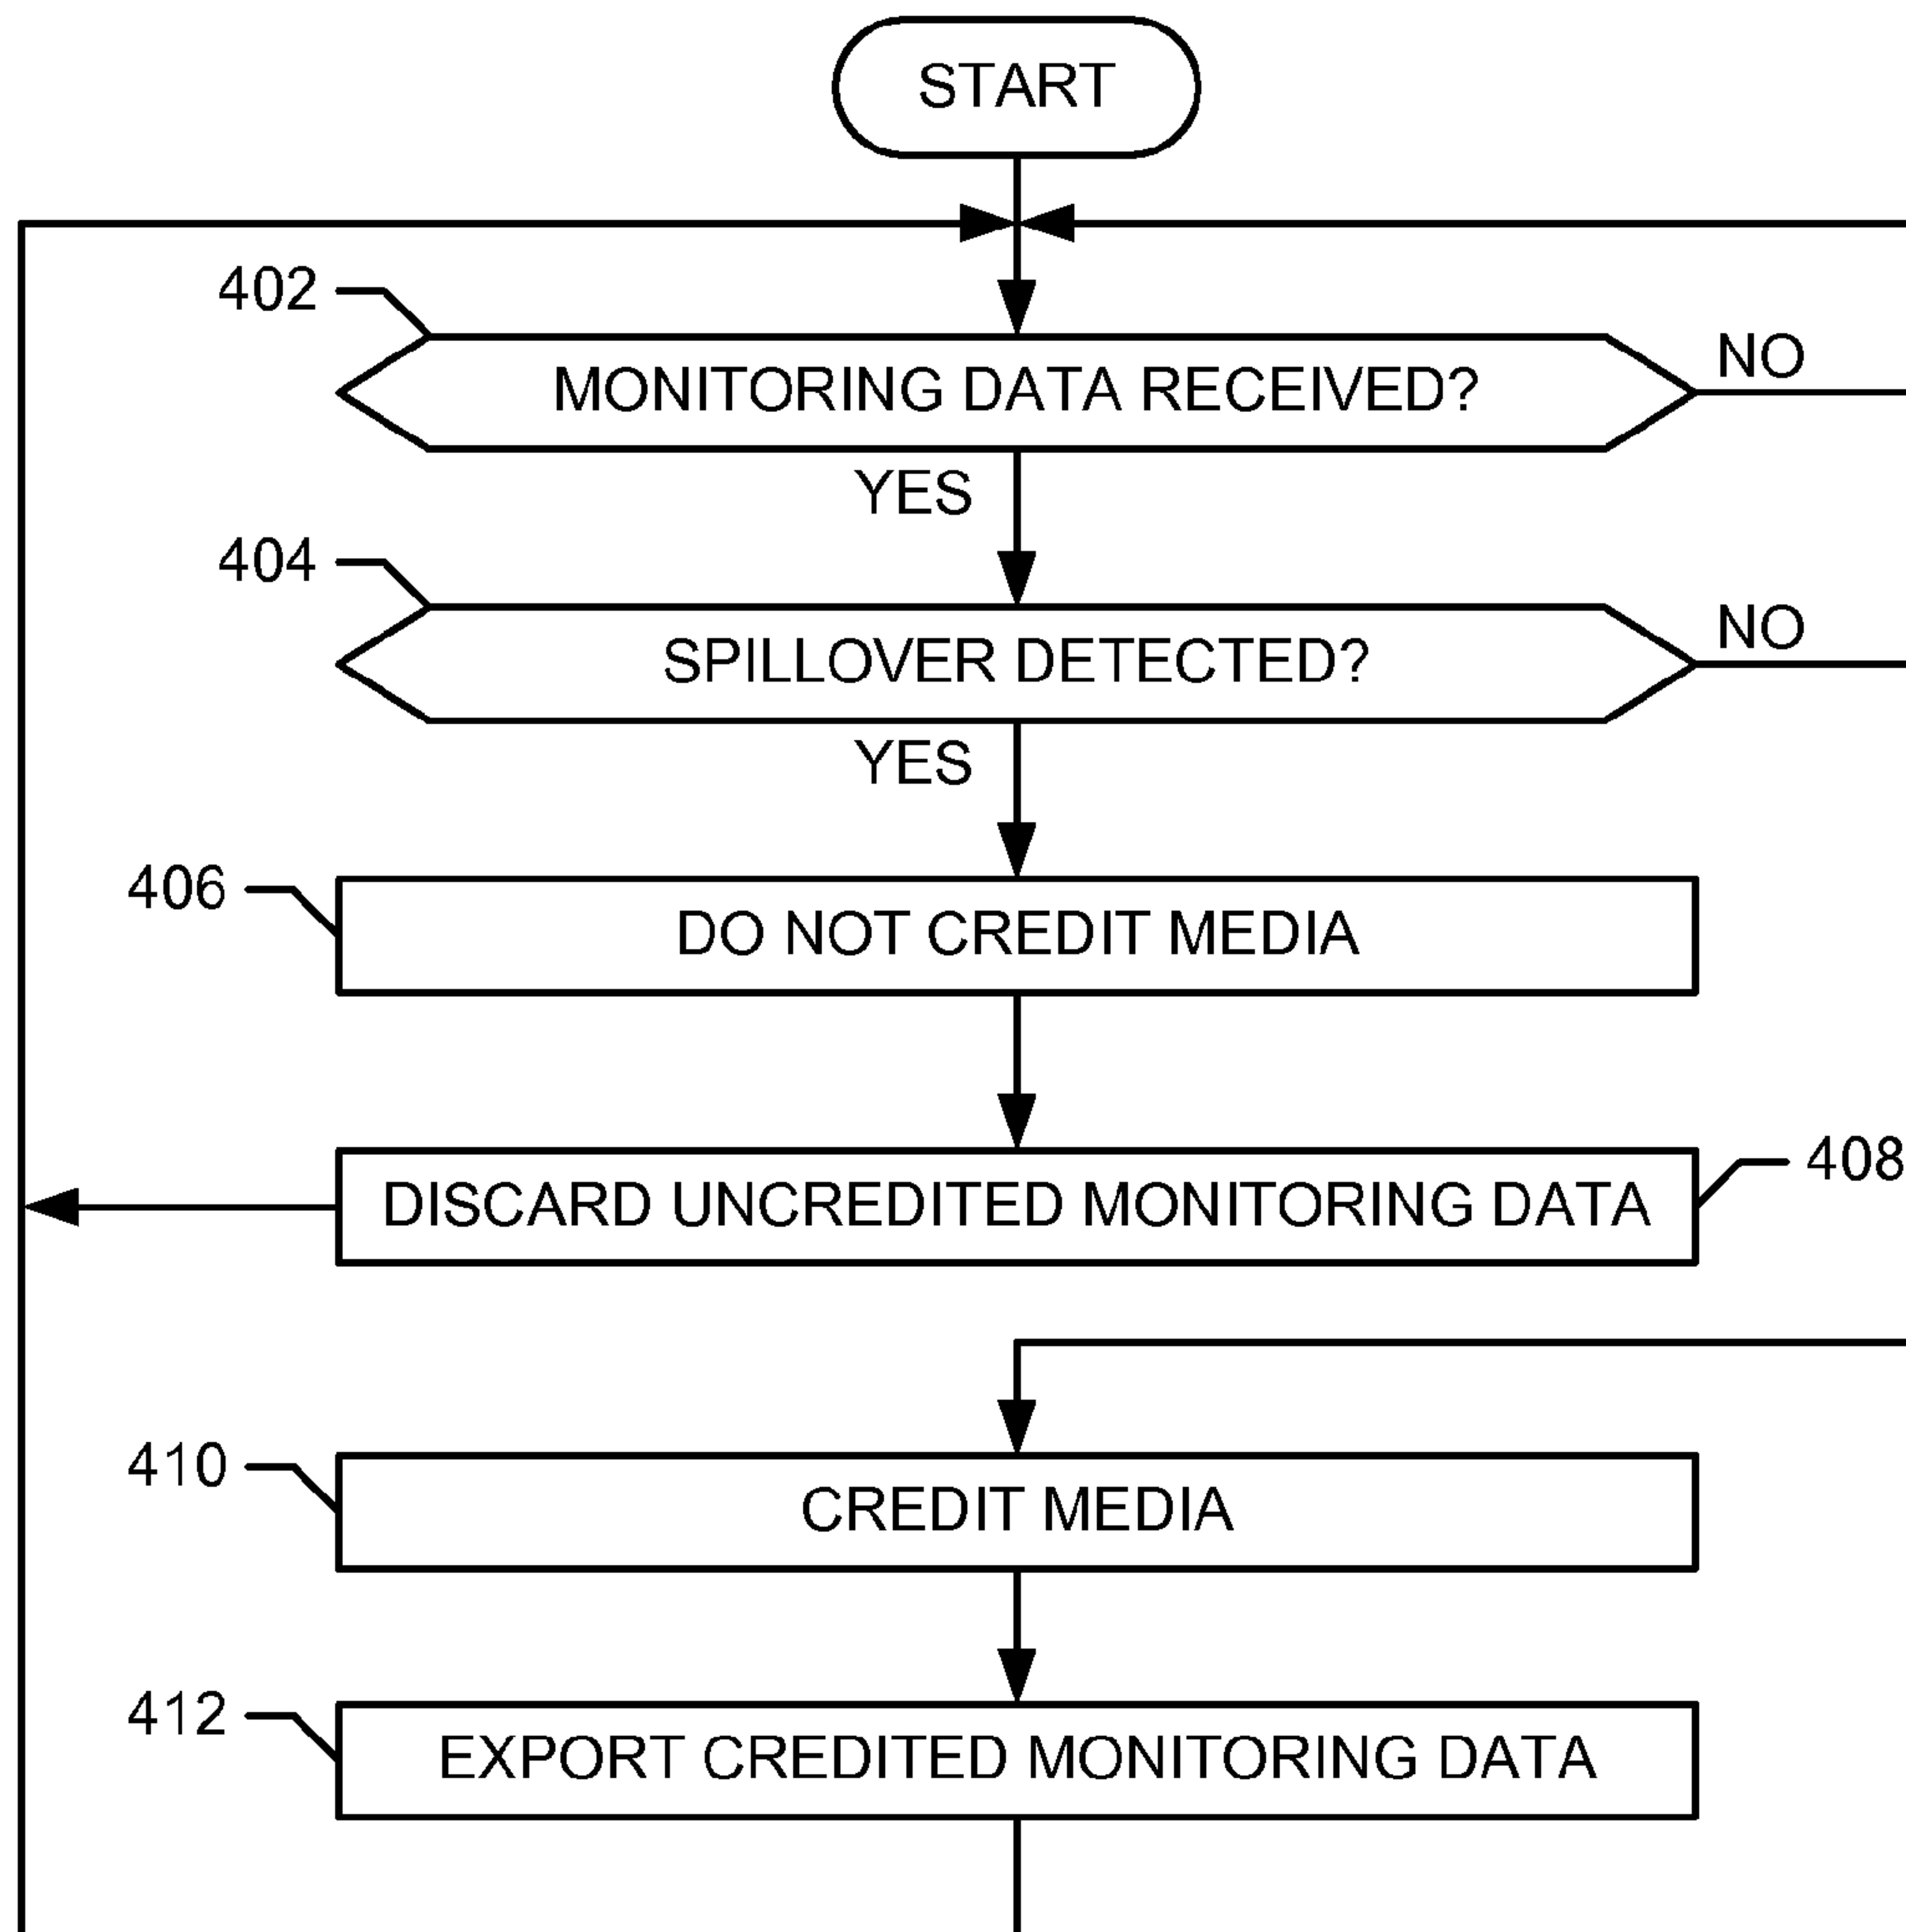 START
402
MONITORING DATA RECEIVED?
NO
YES
404
SPILLOVER DETECTED?
NO
YES
406
DO NOT CREDIT MEDIA
DISCARD UNCREDITED MONITORING DATA
408
410
CREDIT MEDIA
412
EXPORT CREDITED MONITORING DATA